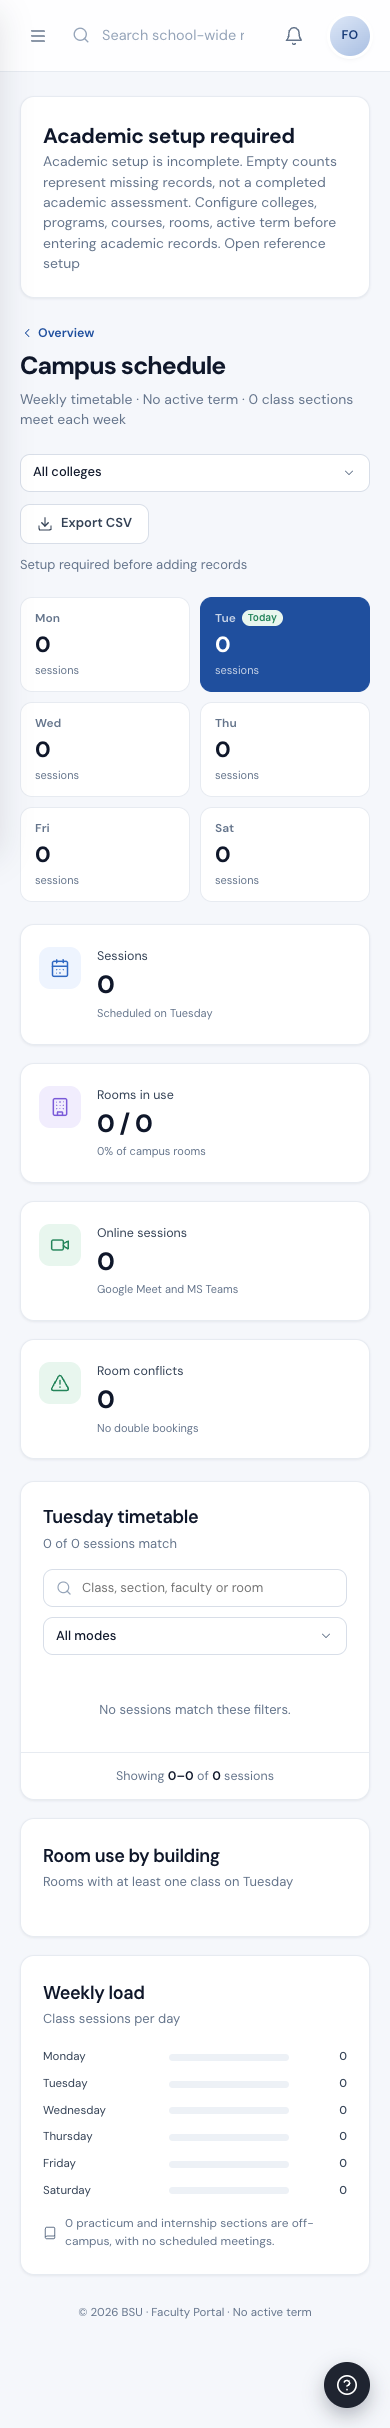 Search school-wide r
FO
Academic setup required
Academic setup is incomplete. Empty counts
represent missing records, not a completed
academic assessment. Configure colleges,
programs, courses, rooms, active term before
entering academic records. Open reference
setup
Overview
Campus schedule
Weekly timetable · No active term · 0 class sections
meet each week
All colleges
Export CSV
Setup required before adding records
Mon
0
sessions
Tue Today
0
sessions
Wed
0
sessions
Thu
0
sessions
Fri
0
sessions
Sat
0
sessions
Sessions
0
Scheduled on Tuesday
Rooms in use
0 / 0
0% of campus rooms
Online sessions
0
Google Meet and MS Teams
Room conflicts
0
No double bookings
Tuesday timetable
0 of 0 sessions match
Class, section, faculty or room
All modes
No sessions match these filters.
Showing 0–0 of 0 sessions
Room use by building
Rooms with at least one class on Tuesday
Weekly load
Class sessions per day
Monday 0
Tuesday 0
Wednesday 0
Thursday 0
Friday 0
Saturday 0
0 practicum and internship sections are off-
campus, with no scheduled meetings.
© 2026 BSU · Faculty Portal · No active term